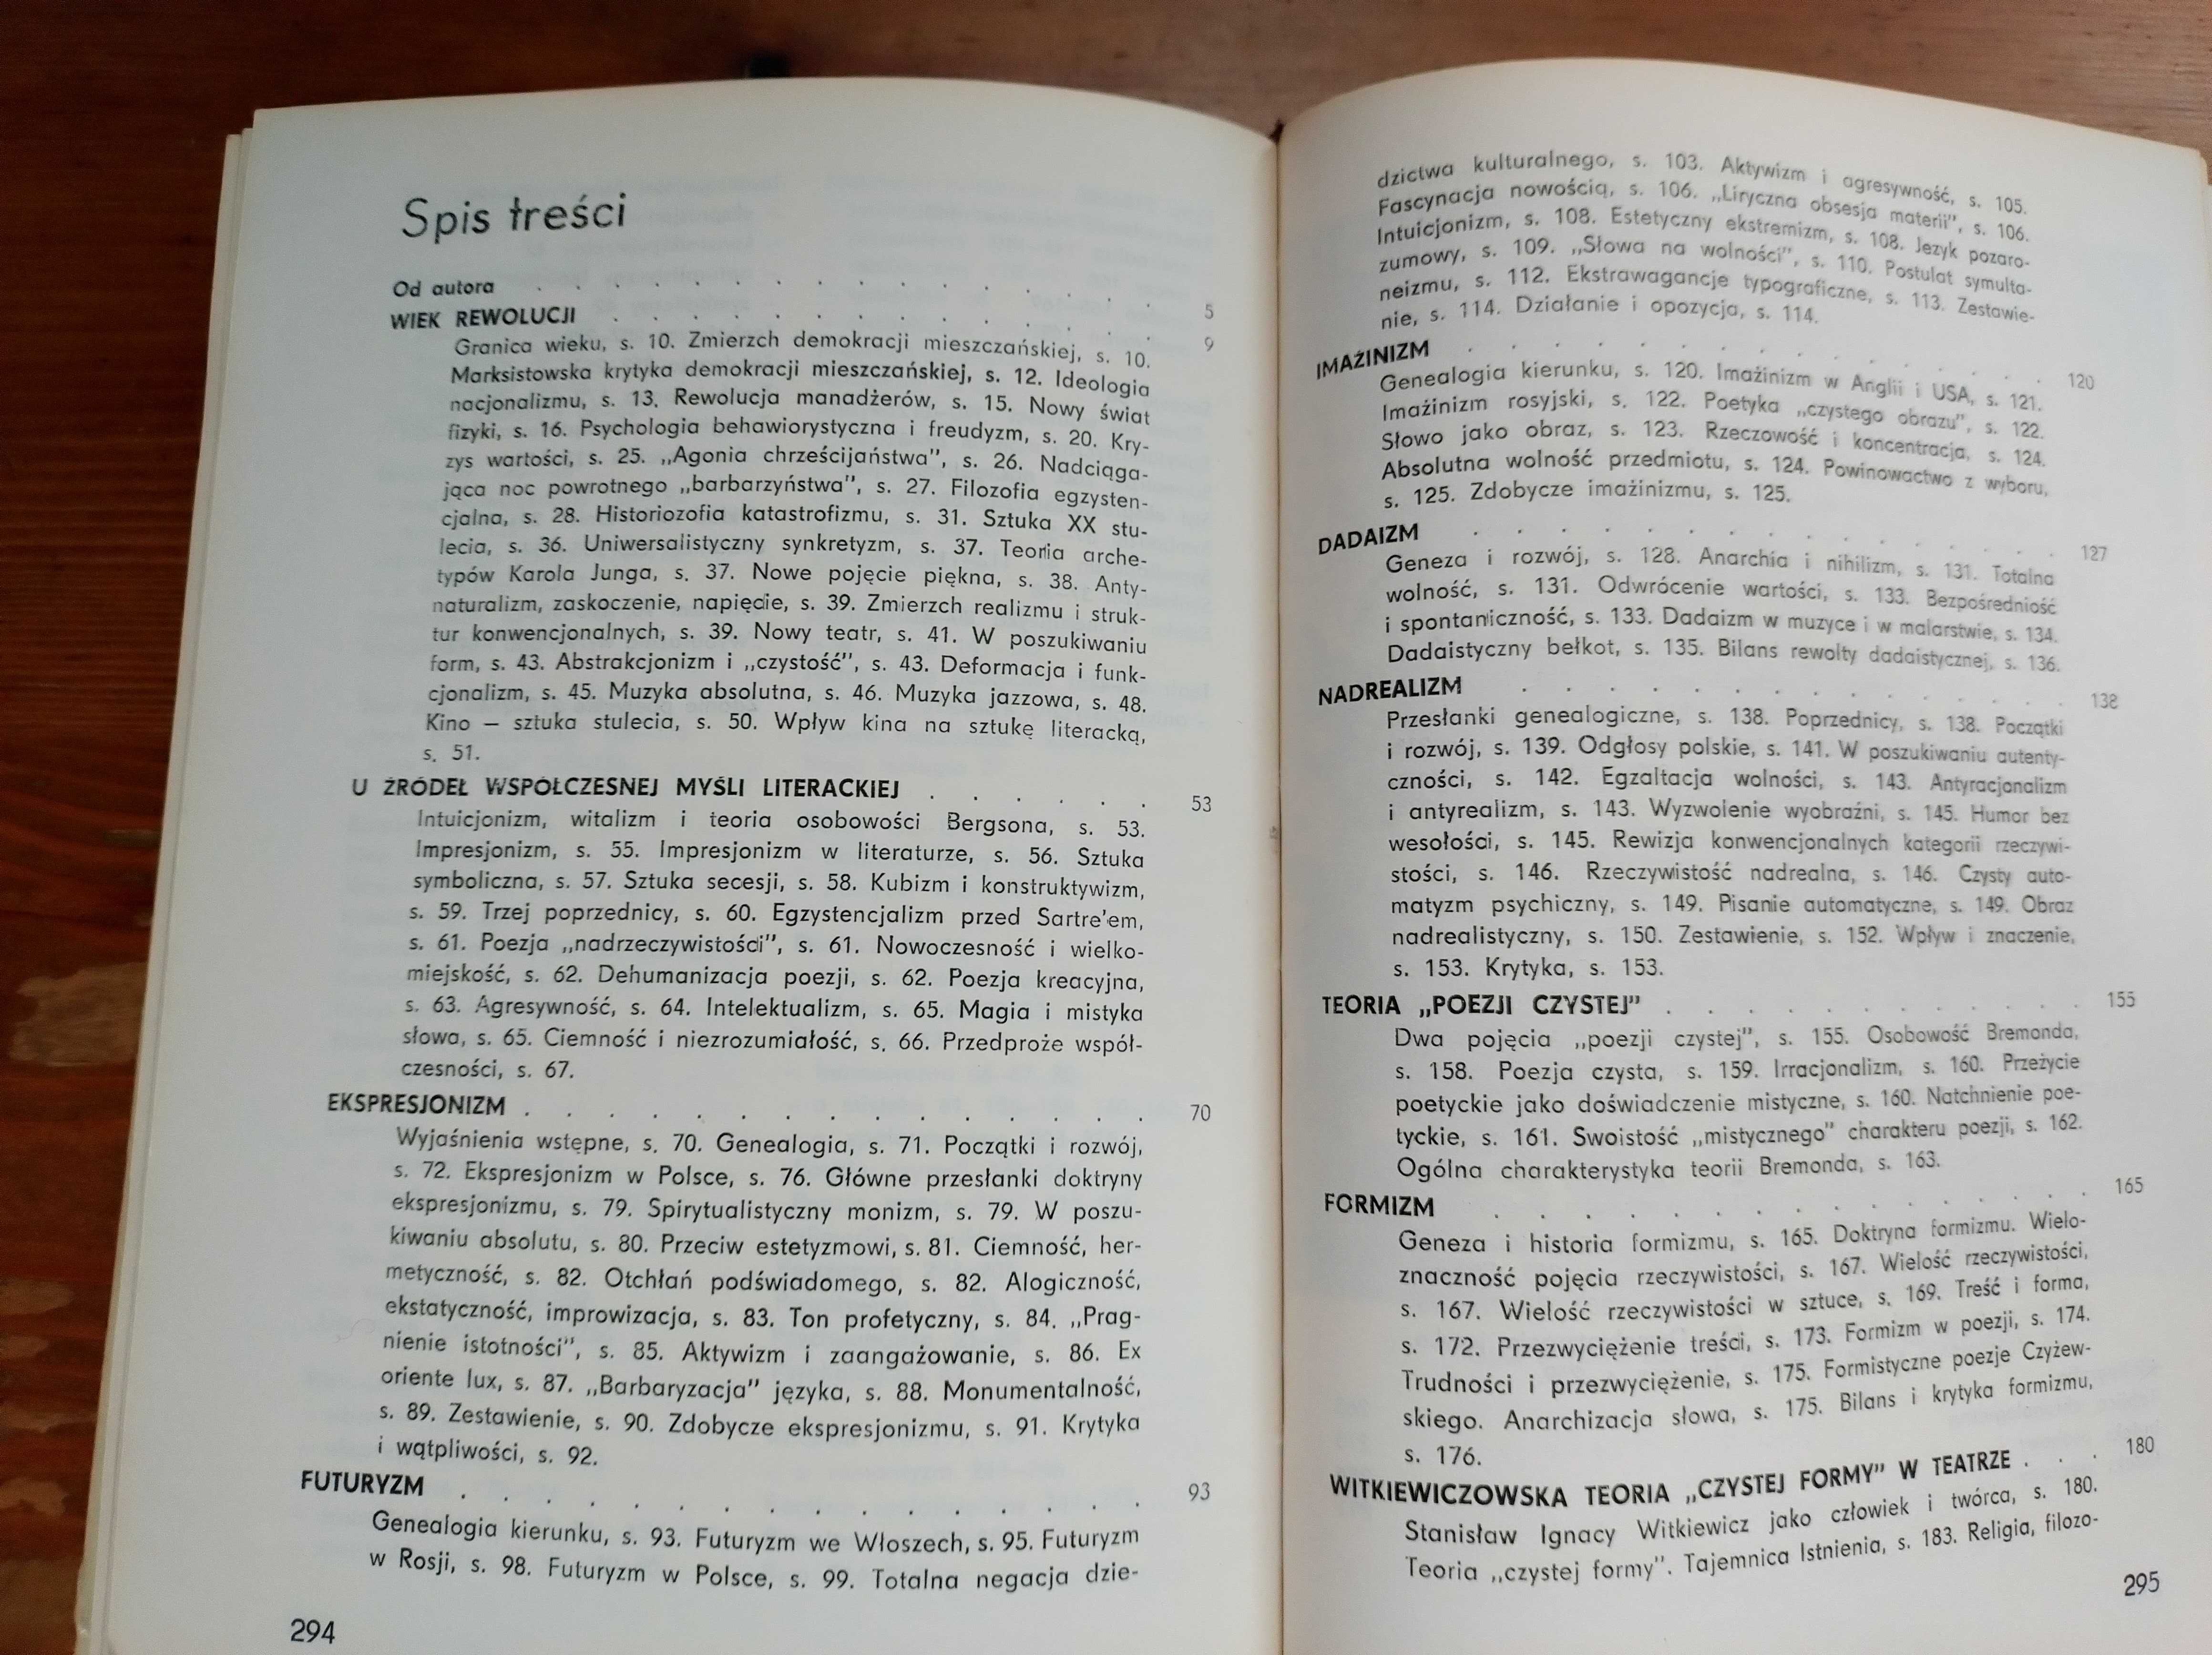 Spis treści
Od autora . . . . . . . . . . . . . . . . 5
WIEK REWOLUCJI . . . . . . . . . . . . . . 9
Granica wieku, s. 10. Zmierzch demokracji mieszczańskiej, s. 10.
Marksistowska krytyka demokracji mieszczańskiej, s. 12. Ideologia
nacjonalizmu, s. 13. Rewolucja manadżerów, s. 15. Nowy świat
fizyki, s. 16. Psychologia behawiorystyczna i freudyzm, s. 20. Kry-
zys wartości, s. 25. „Agonia chrześcijaństwa”, s. 26. Nadciąga-
jąca noc powrotnego „barbarzyństwa”, s. 27. Filozofia egzysten-
cjalna, s. 28. Historiozofia katastrofizmu, s. 31. Sztuka XX stu-
lecia, s. 36. Uniwersalistyczny synkretyzm, s. 37. Teoria arche-
typów Karola Junga, s. 37. Nowe pojęcie piękna, s. 38. Anty-
naturalizm, zaskoczenie, napięcie, s. 39. Zmierzch realizmu i struk-
tur konwencjonalnych, s. 39. Nowy teatr, s. 41. W poszukiwaniu
form, s. 43. Abstrakcjonizm i „czystość”, s. 43. Deformacja i funk-
cjonalizm, s. 45. Muzyka absolutna, s. 46. Muzyka jazzowa, s. 48.
Kino — sztuka stulecia, s. 50. Wpływ kina na sztukę literacką,
s. 51.
U ŹRÓDEŁ WSPÓŁCZESNEJ MYŚLI LITERACKIEJ . . . . . . 53
Intuicjonizm, witalizm i teoria osobowości Bergsona, s. 53.
Impresjonizm, s. 55. Impresjonizm w literaturze, s. 56. Sztuka
symboliczna, s. 57. Sztuka secesji, s. 58. Kubizm i konstruktywizm,
s. 59. Trzej poprzednicy, s. 60. Egzystencjalizm przed Sartre'em,
s. 61. Poezja „nadrzeczywistości”, s. 61. Nowoczesność i wielko-
miejskość, s. 62. Dehumanizacja poezji, s. 62. Poezja kreacyjna,
s. 63. Agresywność, s. 64. Intelektualizm, s. 65. Magia i mistyka
słowa, s. 65. Ciemność i niezrozumiałość, s. 66. Przedproże współ-
czesności, s. 67.
EKSPRESJONIZM . . . . . . . . . . . . . . . 70
Wyjaśnienia wstępne, s. 70. Genealogia, s. 71. Początki i rozwój,
s. 72. Ekspresjonizm w Polsce, s. 76. Główne przesłanki doktryny
ekspresjonizmu, s. 79. Spirytualistyczny monizm, s. 79. W poszu-
kiwaniu absolutu, s. 80. Przeciw estetyzmowi, s. 81. Ciemność, her-
metyczność, s. 82. Otchłań podświadomego, s. 82. Alogiczność,
ekstatyczność, improwizacja, s. 83. Ton profetyczny, s. 84. „Prag-
nienie istotności”, s. 85. Aktywizm i zaangażowanie, s. 86. Ex
oriente lux, s. 87. „Barbaryzacja” języka, s. 88. Monumentalność,
s. 89. Zestawienie, s. 90. Zdobycze ekspresjonizmu, s. 91. Krytyka
i wątpliwości, s. 92.
FUTURYZM . . . . . . . . . . . . . . . . 93
Genealogia kierunku, s. 93. Futuryzm we Włoszech, s. 95. Futuryzm
w Rosji, s. 98. Futuryzm w Polsce, s. 99. Totalna negacja dzie-
294
dzictwa kulturalnego, s. 103. Aktywizm i agresywność, s. 105.
Fascynacja nowością, s. 106. „Liryczna obsesja materii”, s. 106.
Intuicjonizm, s. 108. Estetyczny ekstremizm, s. 108. Język pozaro-
zumowy, s. 109. „Słowa na wolności”, s. 110. Postulat symulta-
neizmu, s. 112. Ekstrawagancje typograficzne, s. 113. Zestawie-
nie, s. 114. Działanie i opozycja, s. 114.
IMAŻINIZM . . . . . . . . . . . . . . 120
Genealogia kierunku, s. 120. Imażinizm w Anglii i USA, s. 121.
Imażinizm rosyjski, s. 122. Poetyka „czystego obrazu”, s. 122.
Słowo jako obraz, s. 123. Rzeczowość i koncentracja, s. 124.
Absolutna wolność przedmiotu, s. 124. Powinowactwo z wyboru,
s. 125. Zdobycze imażinizmu, s. 125.
DADAIZM . . . . . . . . . . . . . . 127
Geneza i rozwój, s. 128. Anarchia i nihilizm, s. 131. Totalna
wolność, s. 131. Odwrócenie wartości, s. 133. Bezpośredniość
i spontaniczność, s. 133. Dadaizm w muzyce i w malarstwie, s. 134.
Dadaistyczny bełkot, s. 135. Bilans rewolty dadaistycznej, s. 136.
NADREALIZM . . . . . . . . . . . . . 138
Przesłanki genealogiczne, s. 138. Poprzednicy, s. 138. Początki
i rozwój, s. 139. Odgłosy polskie, s. 141. W poszukiwaniu autenty-
czności, s. 142. Egzaltacja wolności, s. 143. Antyracjonalizm
i antyrealizm, s. 143. Wyzwolenie wyobraźni, s. 145. Humor bez
wesołości, s. 145. Rewizja konwencjonalnych kategorii rzeczywi-
stości, s. 146. Rzeczywistość nadrealna, s. 146. Czysty auto-
matyzm psychiczny, s. 149. Pisanie automatyczne, s. 149. Obraz
nadrealistyczny, s. 150. Zestawienie, s. 152. Wpływ i znaczenie,
s. 153. Krytyka, s. 153.
TEORIA „POEZJI CZYSTEJ” . . . . . . . . . . 155
Dwa pojęcia „poezji czystej”, s. 155. Osobowość Bremonda,
s. 158. Poezja czysta, s. 159. Irracjonalizm, s. 160. Przeżycie
poetyckie jako doświadczenie mistyczne, s. 160. Natchnienie poe-
tyckie, s. 161. Swoistość „mistycznego” charakteru poezji, s. 162.
Ogólna charakterystyka teorii Bremonda, s. 163.
FORMIZM . . . . . . . . . . . . . . 165
Geneza i historia formizmu, s. 165. Doktryna formizmu. Wielo-
znaczność pojęcia rzeczywistości, s. 167. Wielość rzeczywistości,
s. 167. Wielość rzeczywistości w sztuce, s. 169. Treść i forma,
s. 172. Przezwyciężenie treści, s. 173. Formizm w poezji, s. 174.
Trudności i przezwyciężenie, s. 175. Formistyczne poezje Czyżew-
skiego. Anarchizacja słowa, s. 175. Bilans i krytyka formizmu,
s. 176.
WITKIEWICZOWSKA TEORIA „CZYSTEJ FORMY” W TEATRZE . . . 180
Stanisław Ignacy Witkiewicz jako człowiek i twórca, s. 180.
Teoria „czystej formy”. Tajemnica Istnienia, s. 183. Religia, filozo-
295